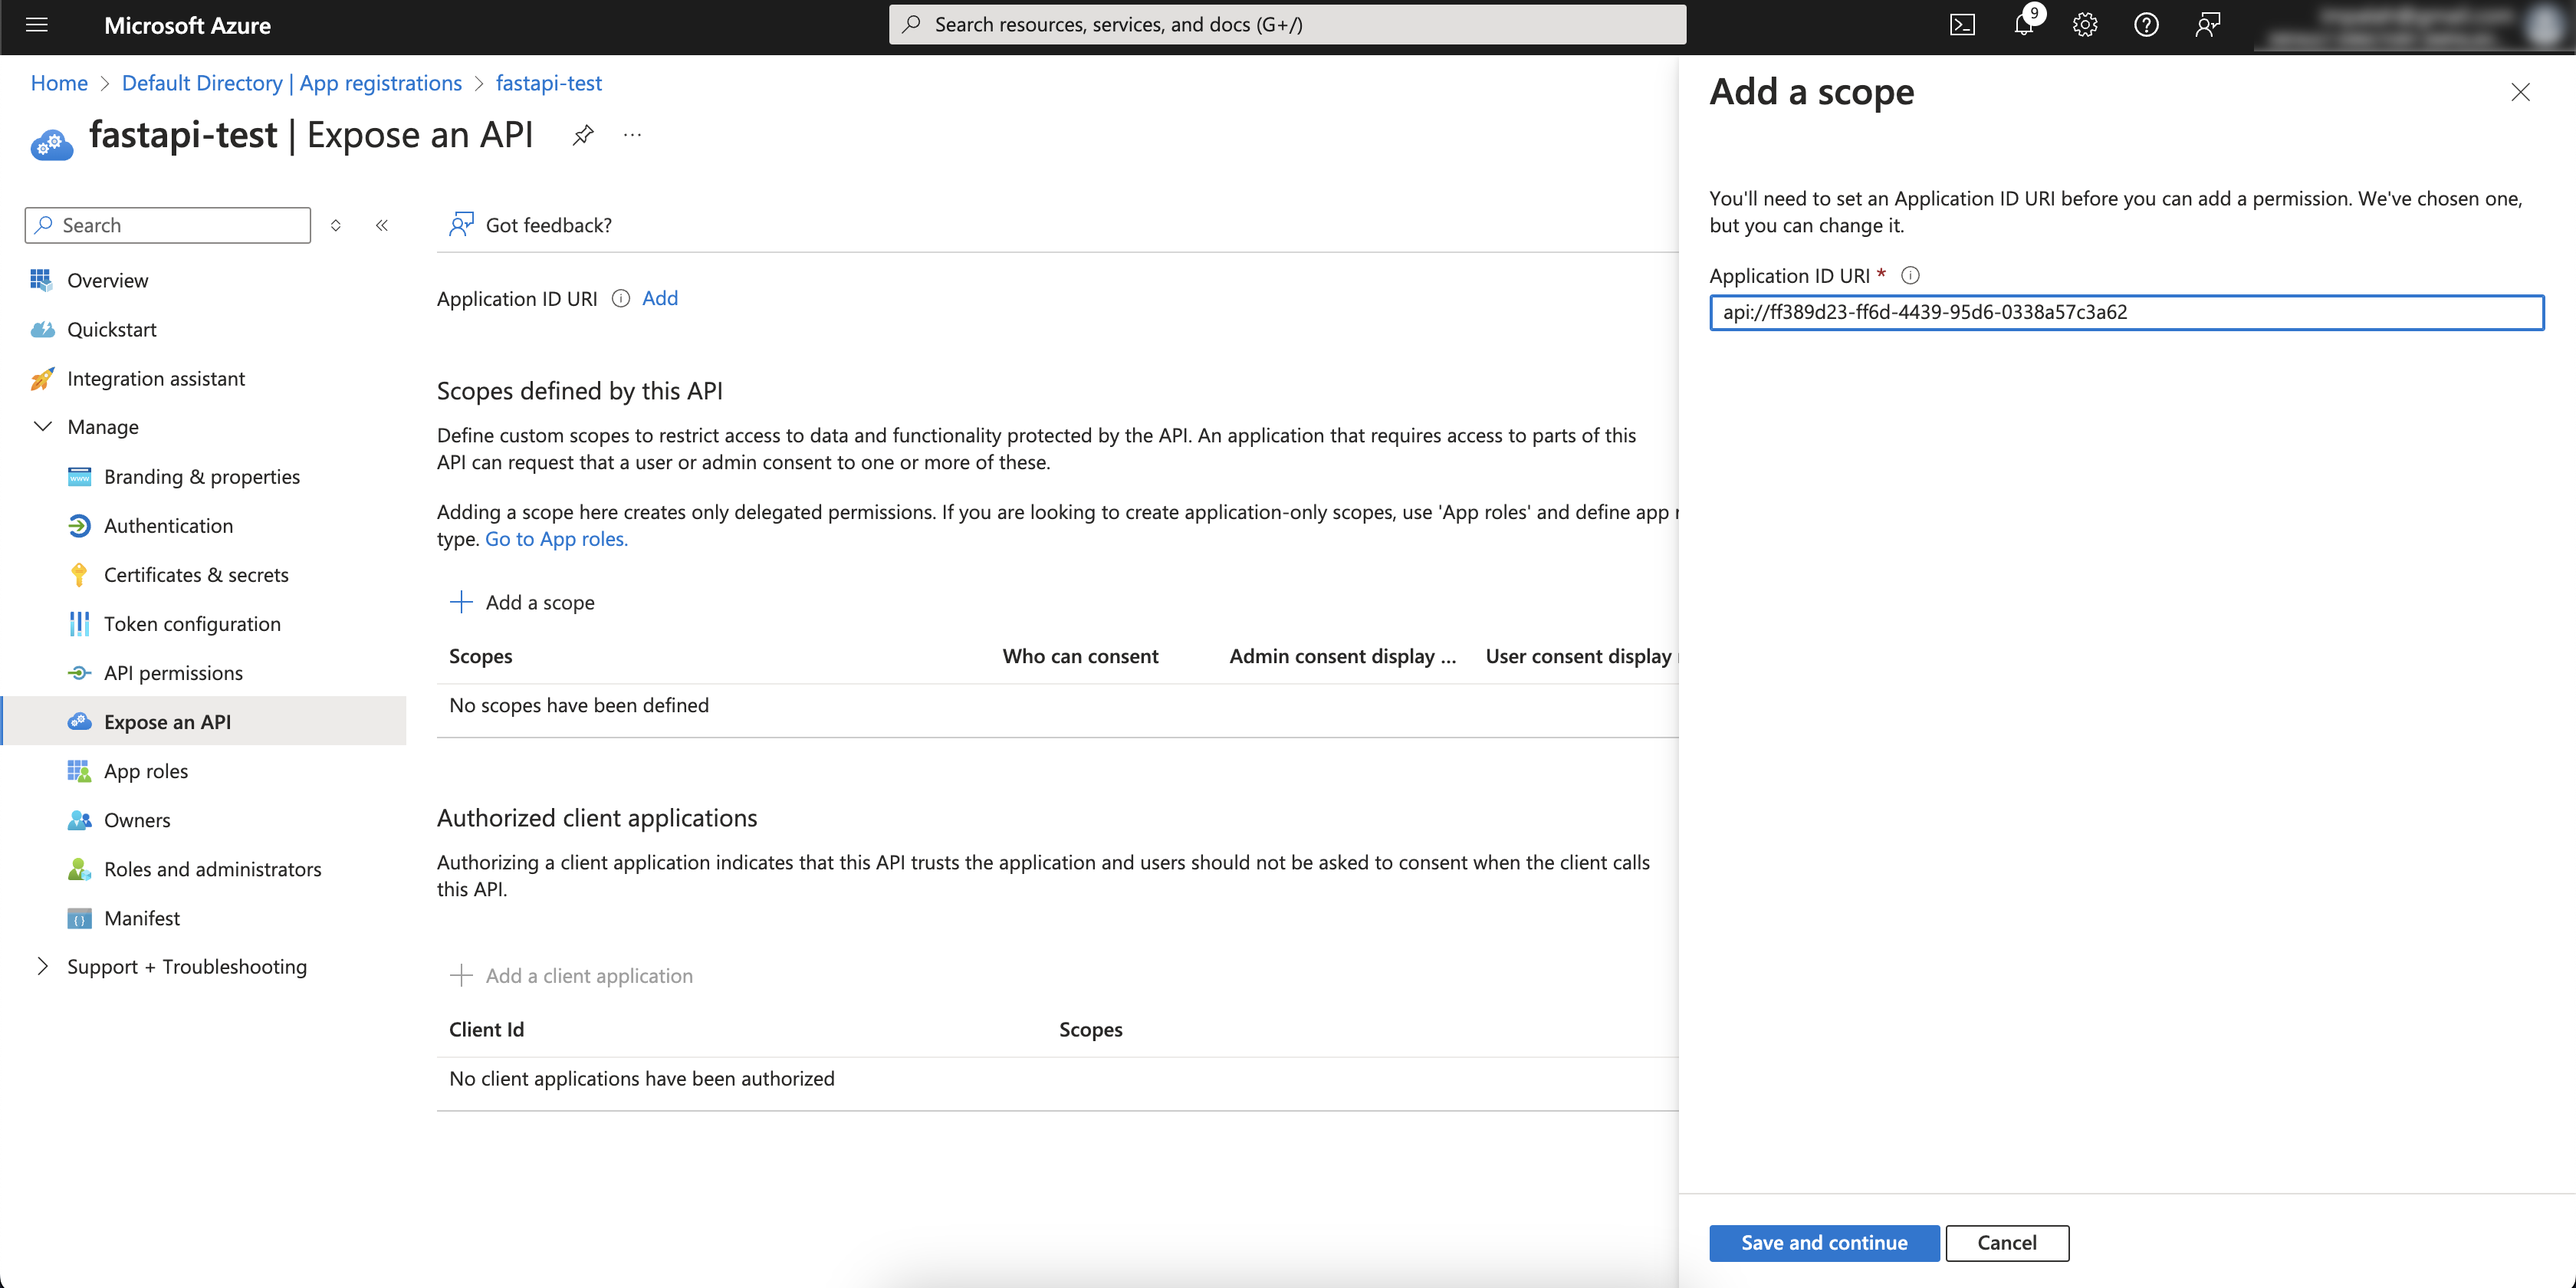 Microsoft Azure
Search resources, services, and docs (G+/)
9
Home > Default Directory | App registrations > fastapi-test
fastapi-test | Expose an API
Search
Overview
Quickstart
Integration assistant
Manage
Branding & properties
Authentication
Certificates & secrets
Token configuration
API permissions
Expose an API
App roles
Owners
Roles and administrators
Manifest
Support + Troubleshooting
Got feedback?
Application ID URI Add
Scopes defined by this API
Define custom scopes to restrict access to data and functionality protected by the API. An application that requires access to parts of this
API can request that a user or admin consent to one or more of these.
Adding a scope here creates only delegated permissions. If you are looking to create application-only scopes, use 'App roles' and define app r
type. Go to App roles.
Add a scope
Scopes Who can consent Admin consent display ... User consent display
No scopes have been defined
Authorized client applications
Authorizing a client application indicates that this API trusts the application and users should not be asked to consent when the client calls
this API.
Add a client application
Client Id Scopes
No client applications have been authorized
Add a scope
You'll need to set an Application ID URI before you can add a permission. We've chosen one,
but you can change it.
Application ID URI *
api://ff389d23-ff6d-4439-95d6-0338a57c3a62
Save and continue
Cancel